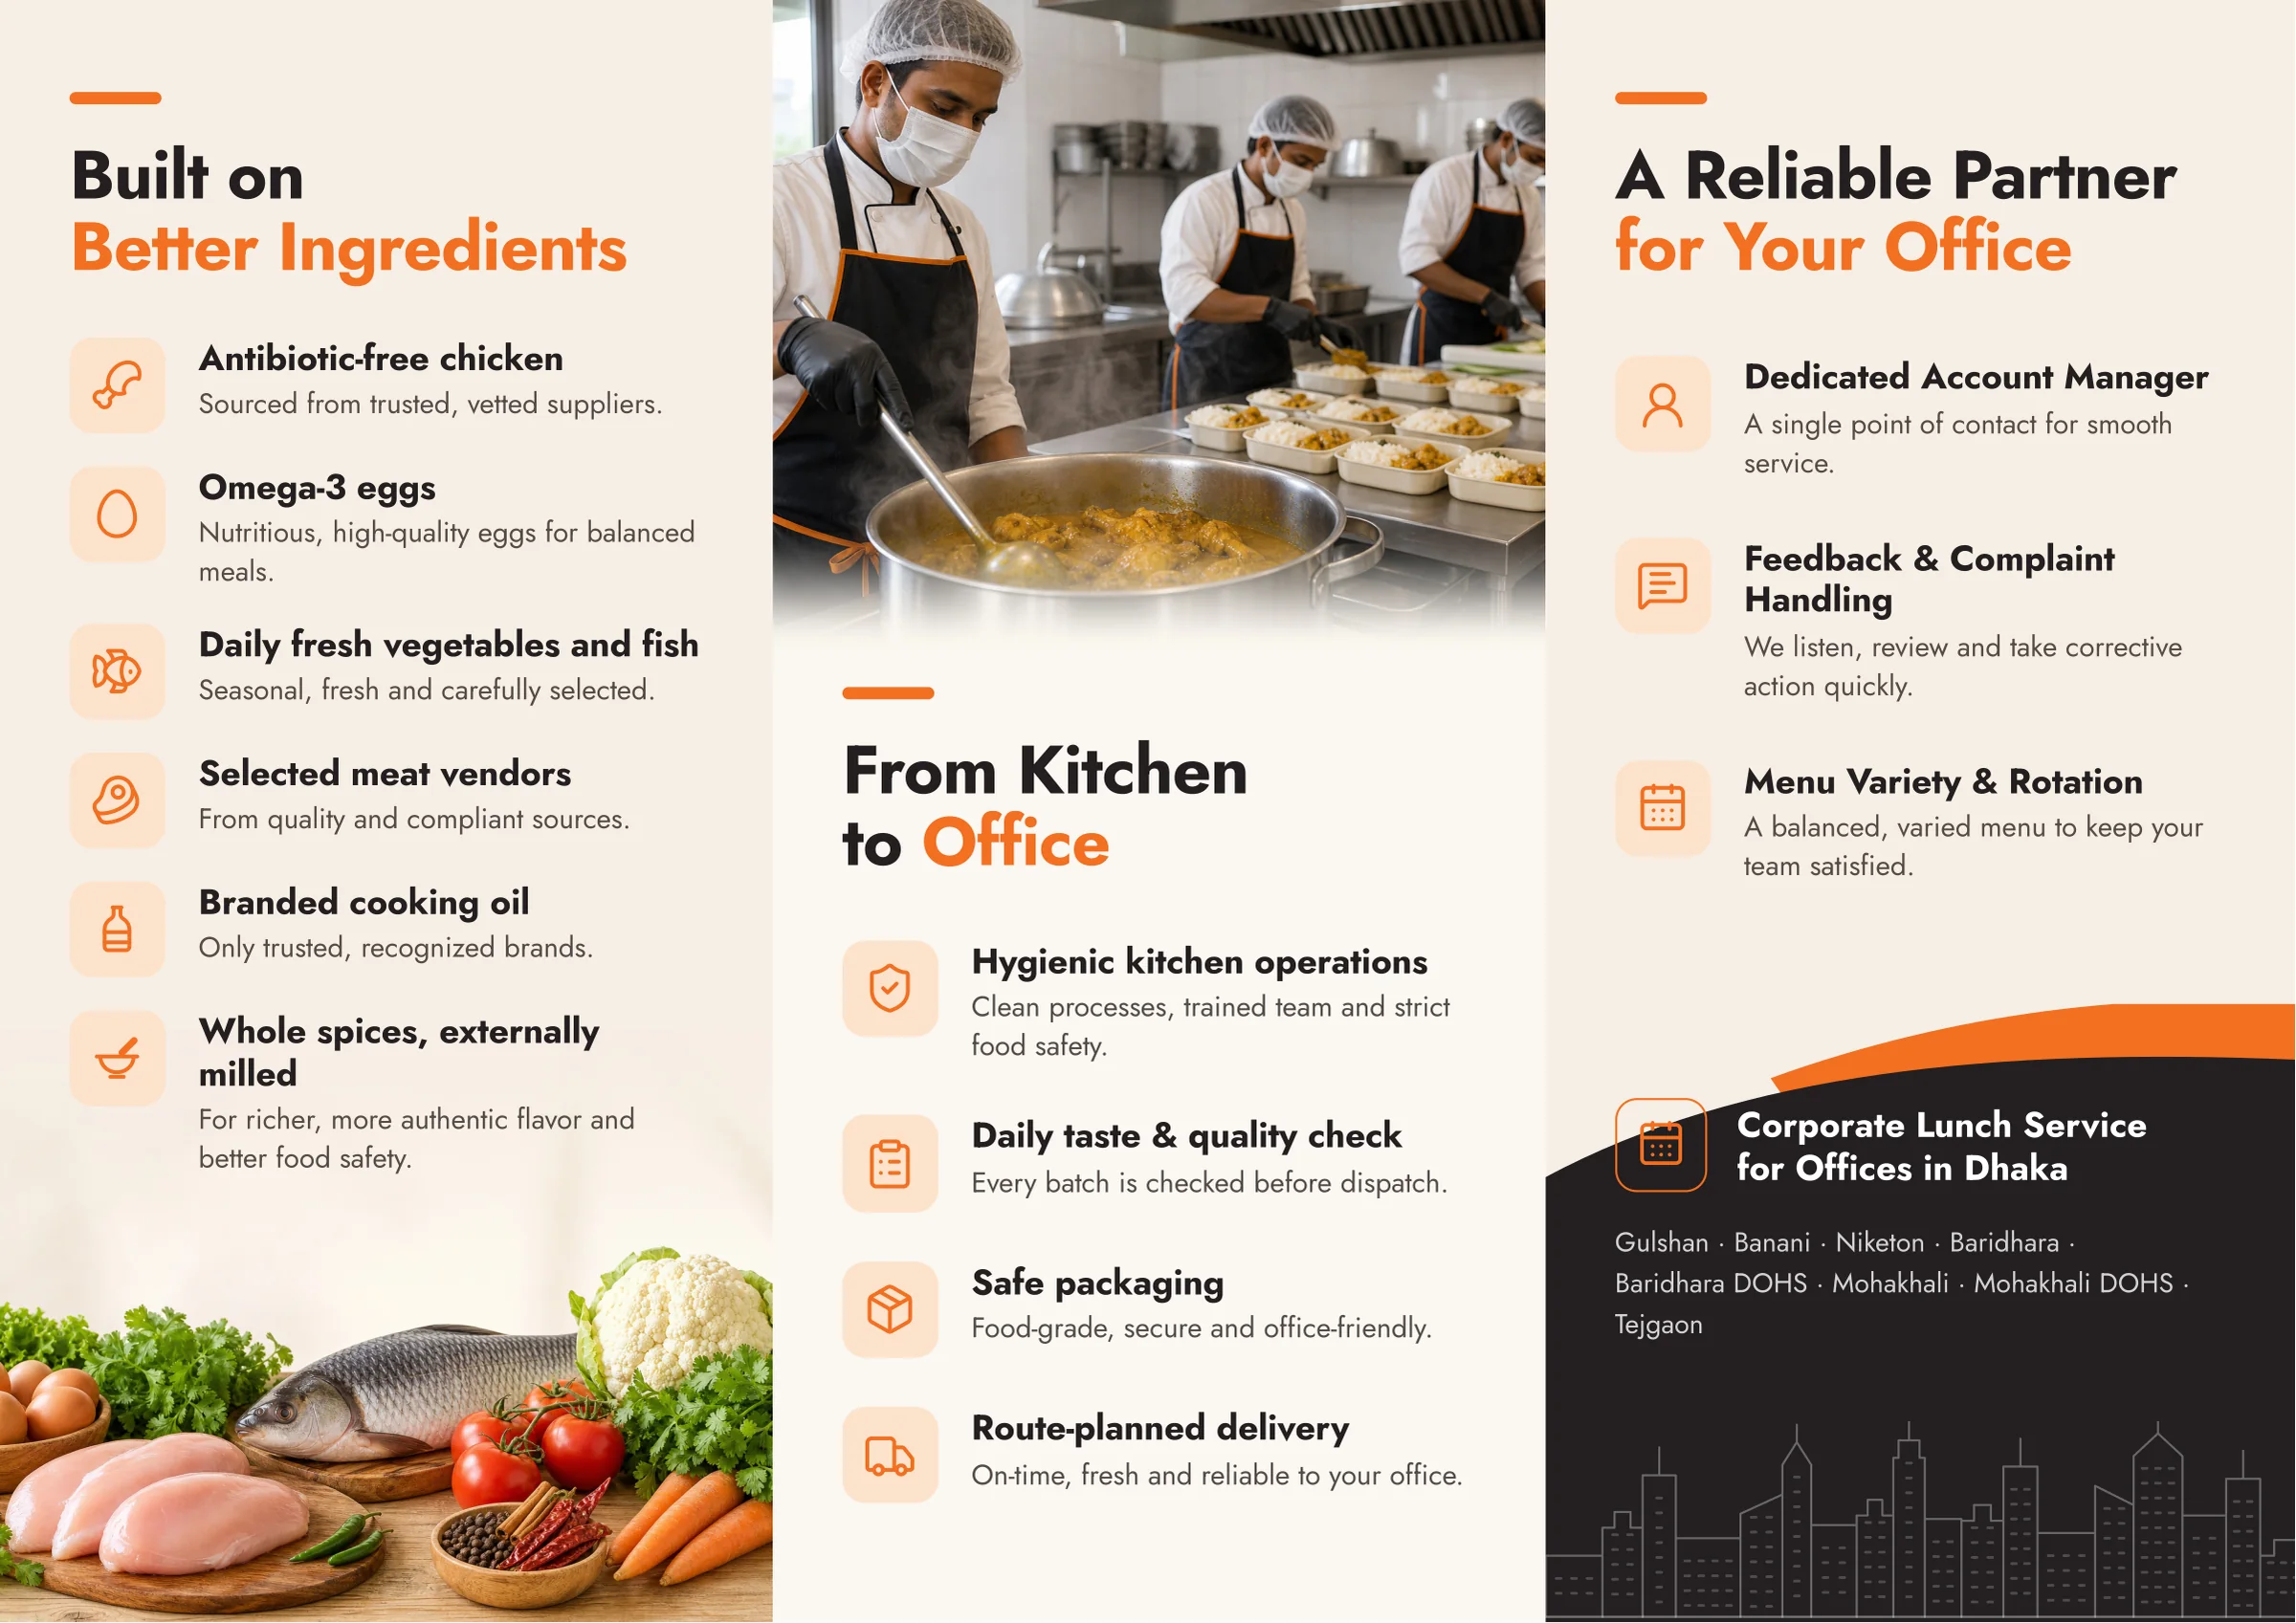 Built on
Better Ingredients
Antibiotic-free chicken
Sourced from trusted, vetted suppliers.
Omega-3 eggs
Nutritious, high-quality eggs for balanced
meals.
Daily fresh vegetables and fish
Seasonal, fresh and carefully selected.
Selected meat vendors
From quality and compliant sources.
Branded cooking oil
Only trusted, recognized brands.
Whole spices, externally
milled
For richer, more authentic flavor and
better food safety.
From Kitchen
to Office
Hygienic kitchen operations
Clean processes, trained team and strict
food safety.
Daily taste & quality check
Every batch is checked before dispatch.
Safe packaging
Food-grade, secure and office-friendly.
Route-planned delivery
On-time, fresh and reliable to your office.
A Reliable Partner
for Your Office
Dedicated Account Manager
A single point of contact for smooth
service.
Feedback & Complaint
Handling
We listen, review and take corrective
action quickly.
Menu Variety & Rotation
A balanced, varied menu to keep your
team satisfied.
Corporate Lunch Service
for Offices in Dhaka
Gulshan · Banani · Niketon · Baridhara ·
Baridhara DOHS · Mohakhali · Mohakhali DOHS ·
Tejgaon